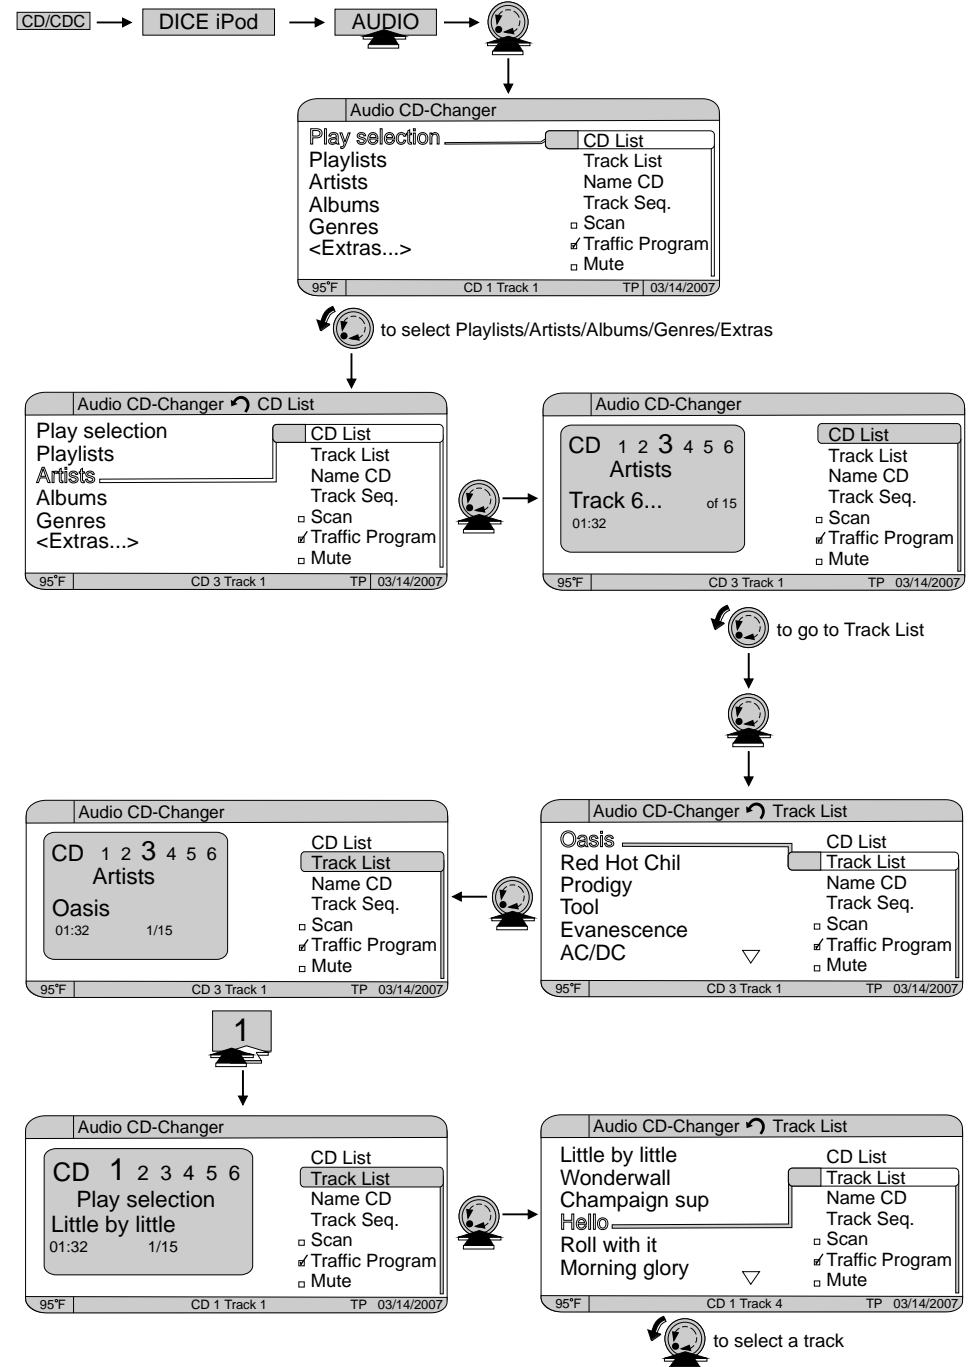 CD/CDC DICE iPod AUDIO
Audio CD-Changer
Play selection
Playlists
Artists
Albums
Genres
<Extras...>
CD List
Track List
Name CD
Track Seq.
Scan
Traffic Program
Mute
95°F CD 1 Track 1 TP 03/14/2007
to select Playlists/Artists/Albums/Genres/Extras
Audio CD-Changer CD List
Play selection
Playlists
Artists
Albums
Genres
<Extras...>
CD List
Track List
Name CD
Track Seq.
Scan
Traffic Program
Mute
95°F CD 3 Track 1 TP 03/14/2007
Audio CD-Changer
CD 1 2 3 4 5 6
Artists
Track 6... of 15
01:32
CD List
Track List
Name CD
Track Seq.
Scan
Traffic Program
Mute
95°F CD 3 Track 1 TP 03/14/2007
to go to Track List
Audio CD-Changer
CD 1 2 3 4 5 6
Artists
Oasis
01:32 1/15
CD List
Track List
Name CD
Track Seq.
Scan
Traffic Program
Mute
95°F CD 3 Track 1 TP 03/14/2007
Audio CD-Changer Track List
Oasis
Red Hot Chil
Prodigy
Tool
Evanescence
AC/DC
CD List
Track List
Name CD
Track Seq.
Scan
Traffic Program
Mute
95°F CD 3 Track 1 TP 03/14/2007
1
Audio CD-Changer
CD 1 2 3 4 5 6
Play selection
Little by little
01:32 1/15
CD List
Track List
Name CD
Track Seq.
Scan
Traffic Program
Mute
95°F CD 1 Track 1 TP 03/14/2007
Audio CD-Changer Track List
Little by little
Wonderwall
Champaign sup
Hello
Roll with it
Morning glory
CD List
Track List
Name CD
Track Seq.
Scan
Traffic Program
Mute
95°F CD 1 Track 4 TP 03/14/2007
to select a track